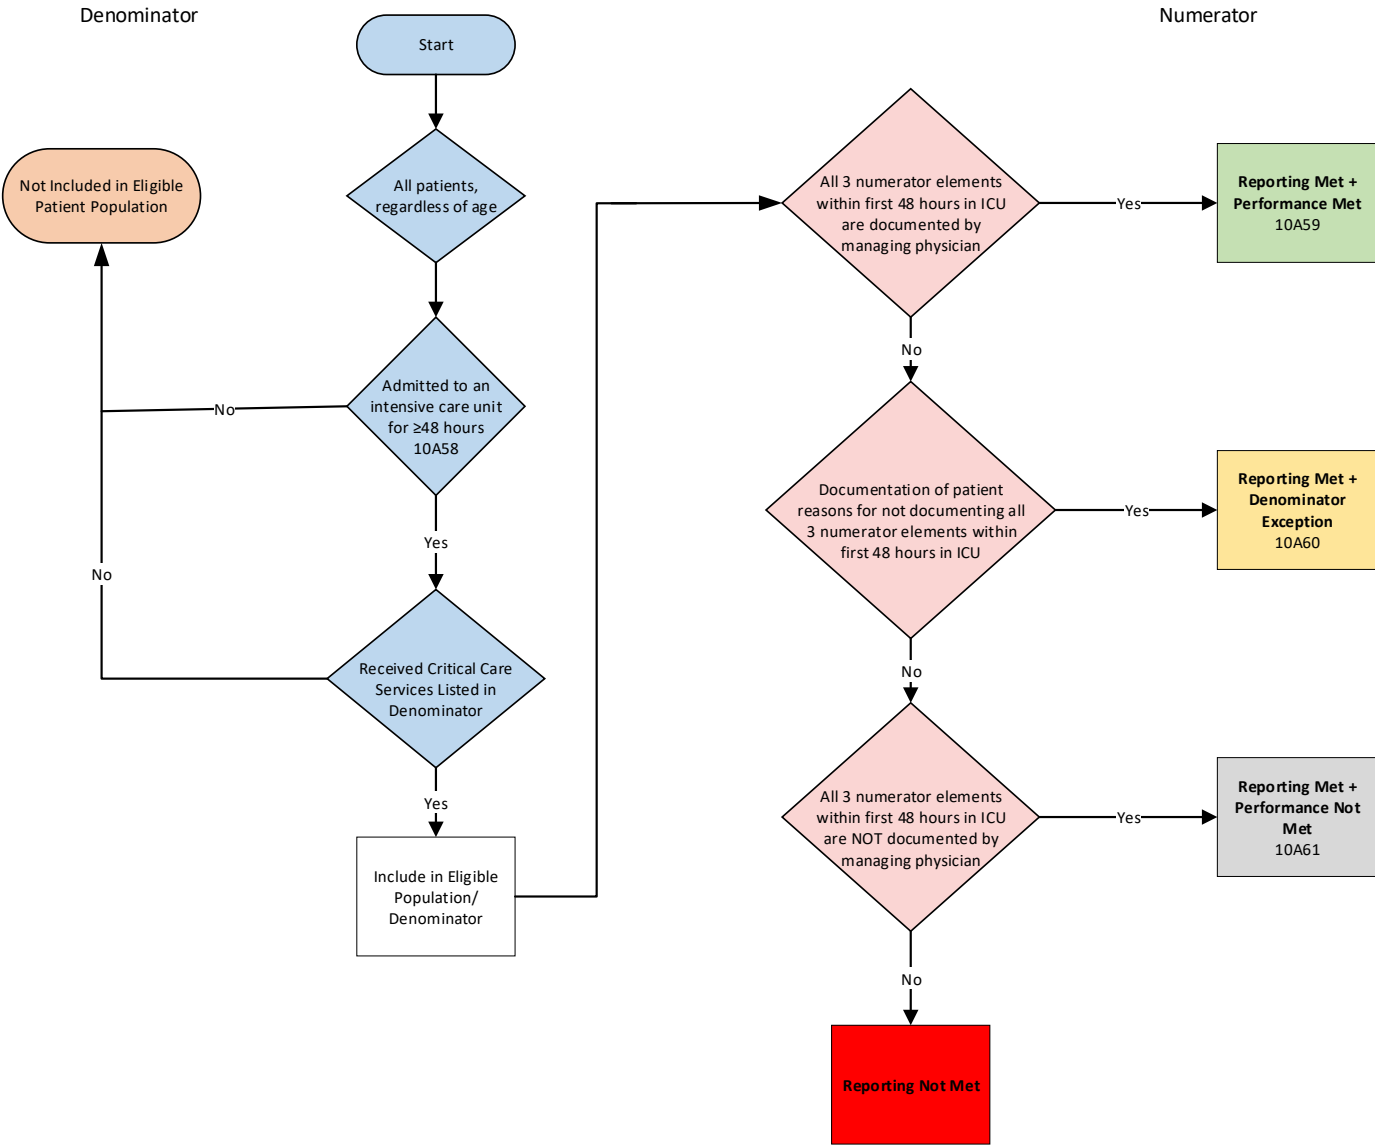 Denominator
Numerator
Start
All patients,
regardless of age
Not Included in Eligible
Patient Population
Admitted to an
intensive care unit
for ≥48 hours
10A58
No
Yes
No
Received Critical Care
Services Listed in
Denominator
Yes
Include in Eligible
Population/
Denominator
All 3 numerator elements
within first 48 hours in ICU
are documented by
managing physician
Yes
Reporting Met +
Performance Met
10A59
No
Documentation of patient
reasons for not documenting all
3 numerator elements within
first 48 hours in ICU
Yes
Reporting Met +
Denominator
Exception
10A60
No
All 3 numerator elements
within first 48 hours in ICU
are NOT documented by
managing physician
Yes
Reporting Met +
Performance Not
Met
10A61
No
Reporting Not Met